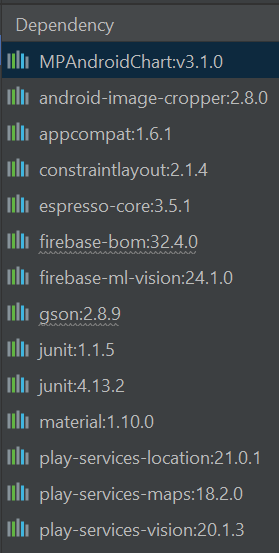 Dependency
MPAndroidChart:v3.1.0
android-image-cropper:2.8.0
appcompat:1.6.1
constraintlayout:2.1.4
espresso-core:3.5.1
firebase-bom:32.4.0
firebase-ml-vision:24.1.0
gson:2.8.9
junit:1.1.5
junit:4.13.2
material:1.10.0
play-services-location:21.0.1
play-services-maps:18.2.0
play-services-vision:20.1.3